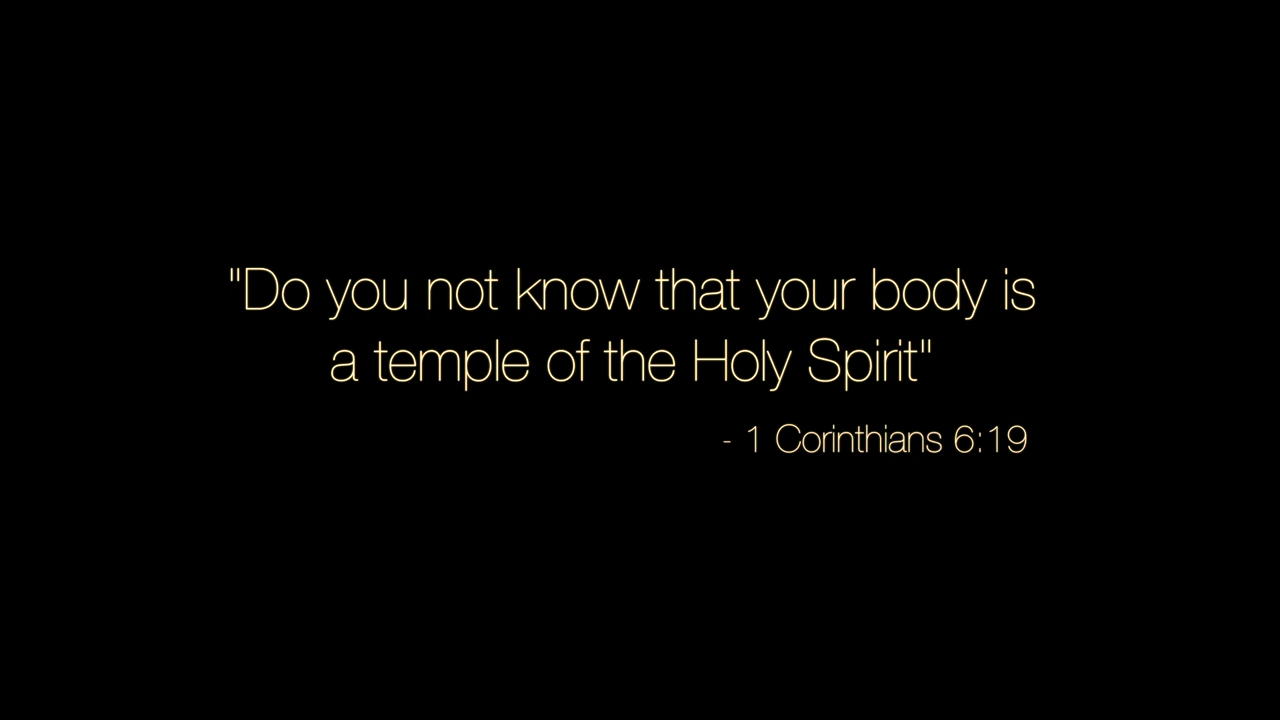 "Do you not know that your body is
a temple of the Holy Spirit"
- 1 Corinthians 6:19